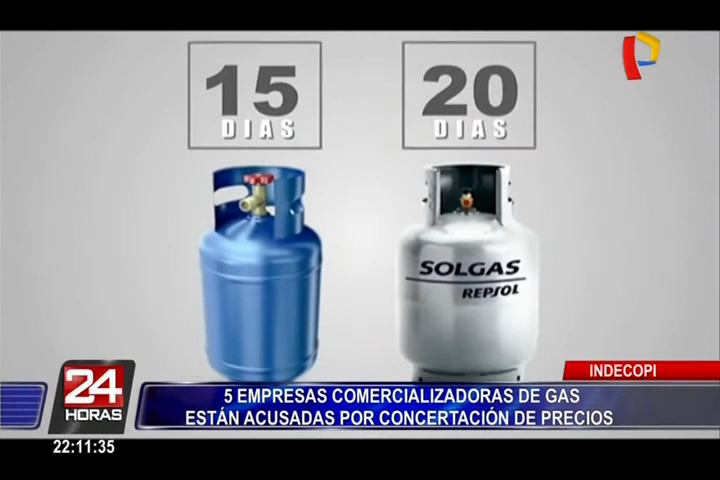 15
DIAS
20
DIAS
SOLGAS
REPSOL
INDECOPI
24
HORAS
5 EMPRESAS COMERCIALIZADORAS DE GAS
ESTÁN ACUSADAS POR CONCERTACIÓN DE PRECIOS
22:11:35